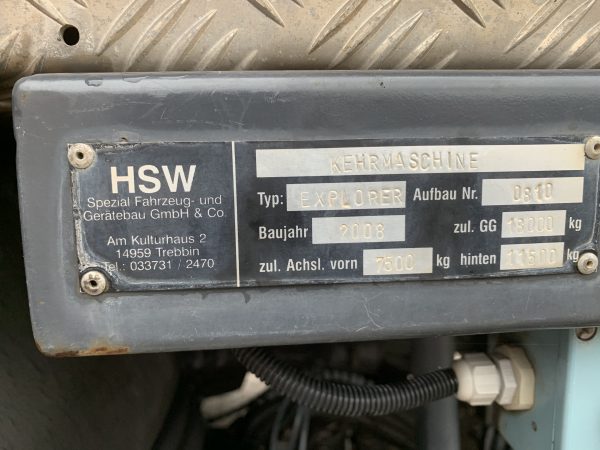 HSW
Spezial Fahrzeug- und
Gerätebau GmbH & Co.
Am Kulturhaus 2
14959 Trebbin
Tel.: 033731 / 2470
KEHRMASCHINE
Typ: EXPLORER Aufbau Nr. 0810
Baujahr 2008 zul. GG 18000 kg
zul. Achsl. vorn 7500 kg hinten 11500 kg